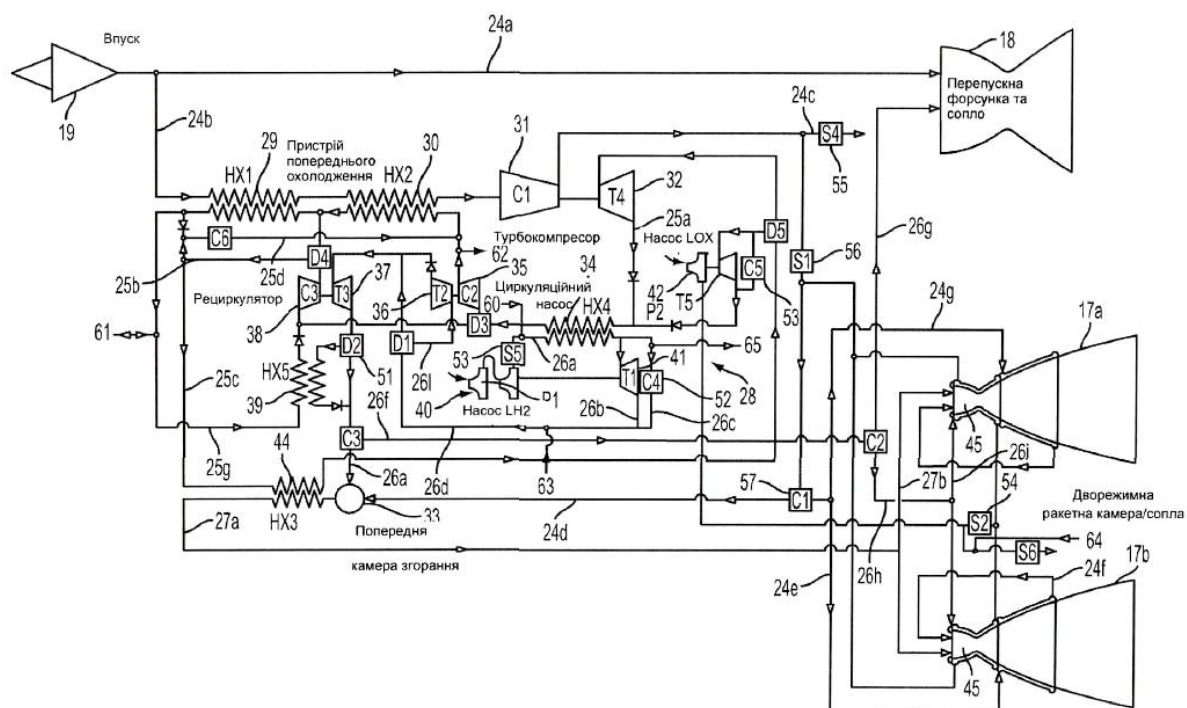 Впуск
24a
18
Перепускна
форсунка та
сопло
19
24b
29
Пристрій
попереднього
охолодження
30
31
24c
S4
55
HX1
HX2
C1
T4
32
25a
26g
Насос LOX
D5
S1
56
C6
25d
Турбокомпресор
62
25b
D4
Рециркулятор
C3
T3
37
38
36
T2
C2
35
Циркуляційний
насос
34
HX4
60
42
P2
T5
C5
53
24g
17a
61
D2
51
D1
26l
D3
53
S5
26a
T1
41
65
C4
52
28
HX5
39
40
Насос LH2
26b
26c
26f
25c
25g
C3
26a
26d
63
C2
45
26i
27b
54
44
HX3
33
57
C1
S2
Дворежимна
ракетна камера/сопла
27a
Попередня
камера згорання
24d
26h
S6
64
24e
24f
17b
45